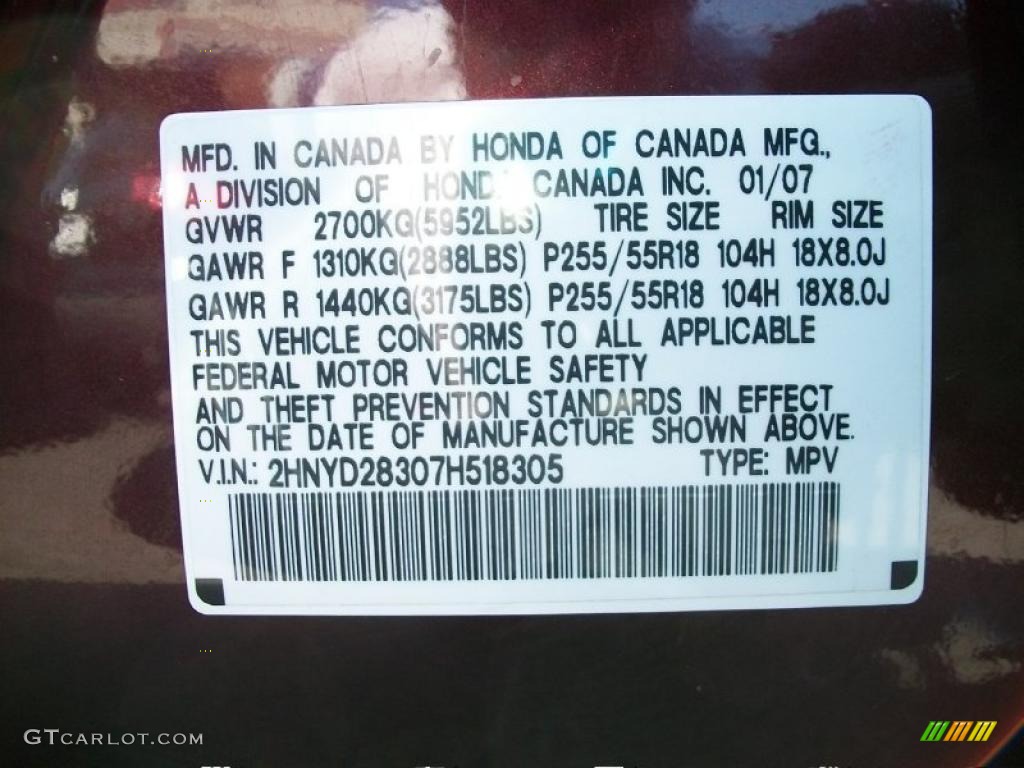 MFD. IN CANADA BY HONDA OF CANADA MFG.,
A DIVISION OF HONDA CANADA INC. 01/07
GVWR 2700KG(5952LBS) TIRE SIZE RIM SIZE
GAWR F 1310KG(2888LBS) P255/55R18 104H 18X8.0J
GAWR R 1440KG(3175LBS) P255/55R18 104H 18X8.0J
THIS VEHICLE CONFORMS TO ALL APPLICABLE
FEDERAL MOTOR VEHICLE SAFETY
AND THEFT PREVENTION STANDARDS IN EFFECT
ON THE DATE OF MANUFACTURE SHOWN ABOVE.
V.I.N.: 2HNYD28307H518305 TYPE: MPV
GTCARLOT.COM